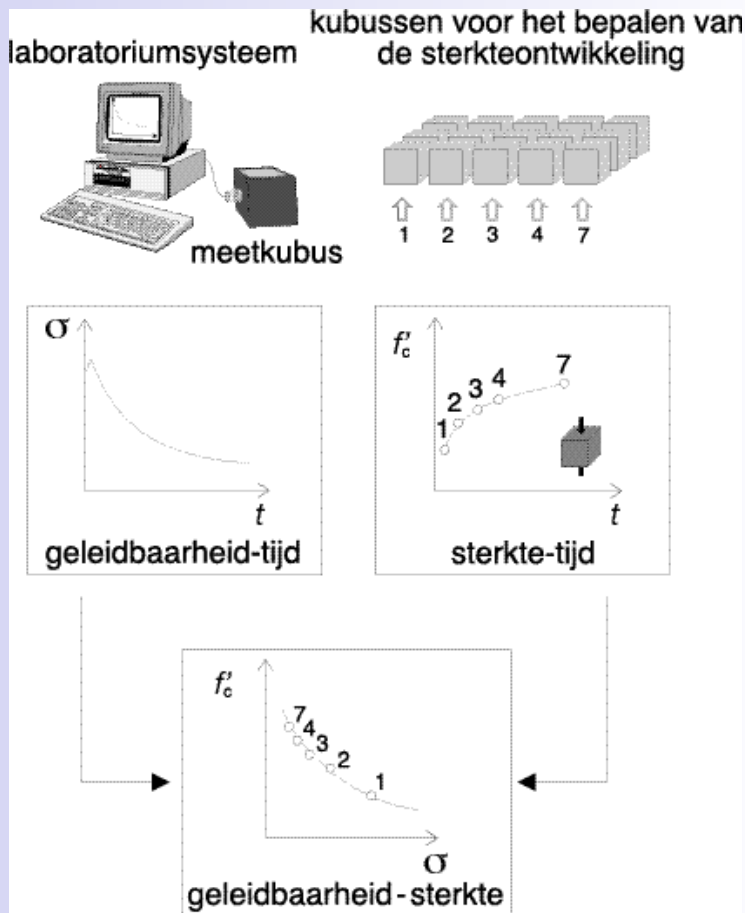 laboratoriumsysteem
kubussen voor het bepalen van
de sterkteontwikkeling
meetkubus
1 2 3 4 7
σ
t
geleidbaarheid-tijd
f'c
1 2 3 4 7
t
sterkte-tijd
f'c
7 4 3 2 1
σ
geleidbaarheid-sterkte